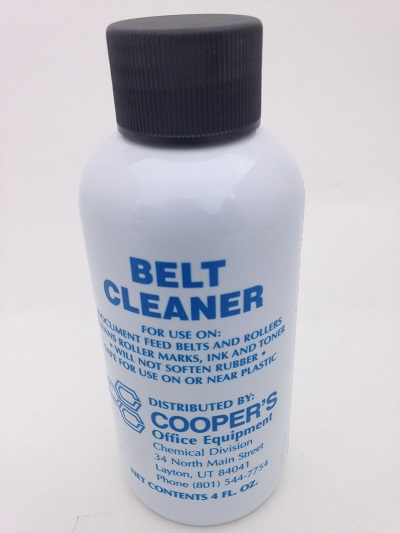 BELT
CLEANER
FOR USE ON:
DOCUMENT FEED BELTS AND ROLLERS
ROLLER MARKS, INK AND TONER
• WILL NOT SOFTEN RUBBER •
FOR USE ON OR NEAR PLASTIC
DISTRIBUTED BY:
COOPER'S
Office Equipment
Chemical Division
34 North Main Street
Layton, UT 84041
Phone (801) 544-7754
NET CONTENTS 4 FL. OZ.